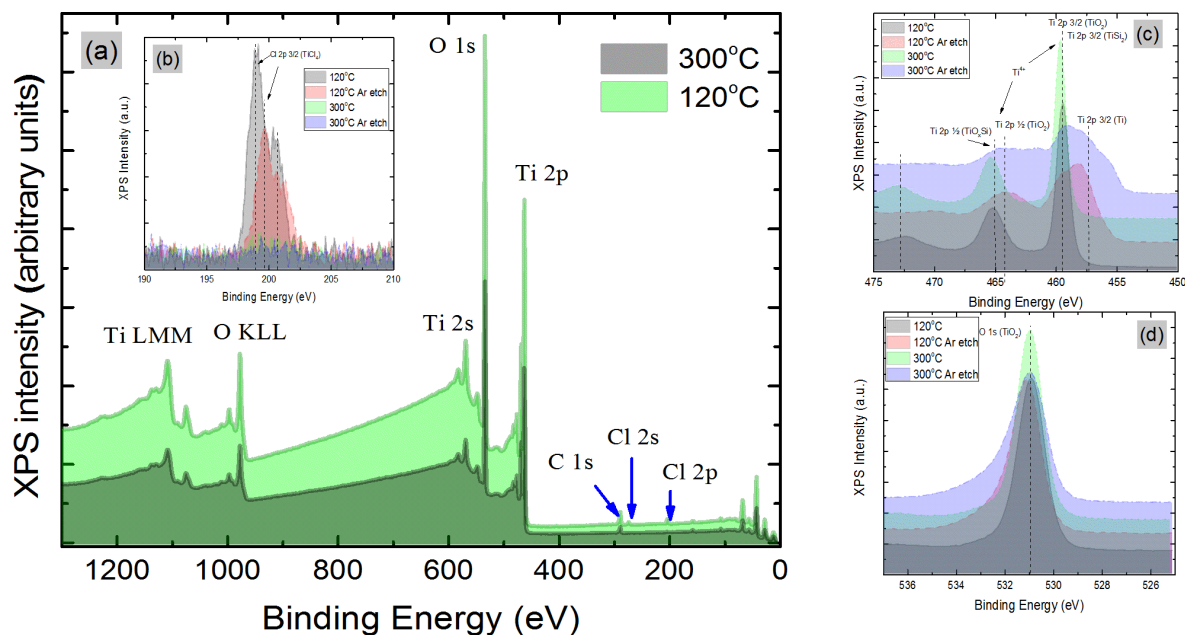 (a)
(b)
Cl 2p 3/2 (TiCl₄)
120°C
120°C Ar etch
300°C
300°C Ar etch
XPS Intensity (a.u.)
190 195 200 205 210
Binding Energy (eV)
O 1s
300°C
120°C
Ti 2p
Ti 2s
Ti LMM
O KLL
Cl 2s
C 1s
Cl 2p
XPS intensity (arbitrary units)
1200 1000 800 600 400 200 0
Binding Energy (eV)
(c)
120°C
120°C Ar etch
300°C
300°C Ar etch
Ti 2p 3/2 (TiO₂)
Ti 2p 3/2 (TiSi₂)
Ti⁴⁺
Ti 2p ½ (TiOₓSi)
Ti 2p ½ (TiO₂)
Ti 2p 3/2 (Ti)
XPS Intensity (a.u.)
475 470 465 460 455 450
Binding Energy (eV)
(d)
120°C
120°C Ar etch
300°C
300°C Ar etch
O 1s (TiO₂)
XPS Intensity (a.u.)
536 534 532 530 528 526
Binding Energy (eV)